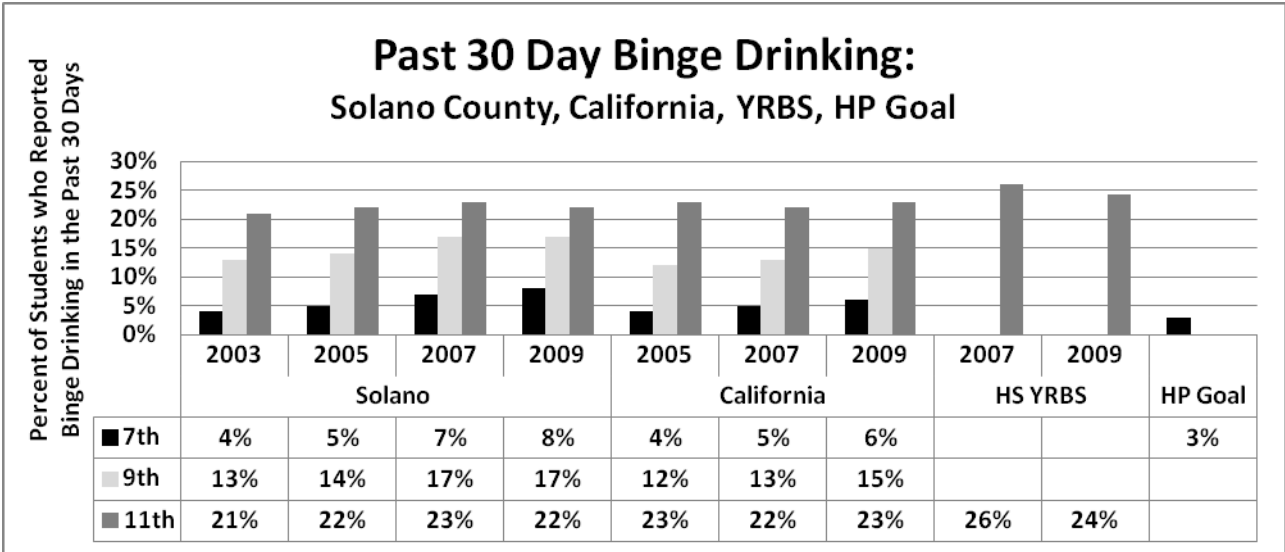 Past 30 Day Binge Drinking:
Solano County, California, YRBS, HP Goal
Percent of Students who Reported
Binge Drinking in the Past 30 Days
30%
25%
20%
15%
10%
5%
0%
2003 2005 2007 2009 2005 2007 2009 2007 2009
Solano California HS YRBS HP Goal
7th 4% 5% 7% 8% 4% 5% 6% 3%
9th 13% 14% 17% 17% 12% 13% 15%
11th 21% 22% 23% 22% 23% 22% 23% 26% 24%